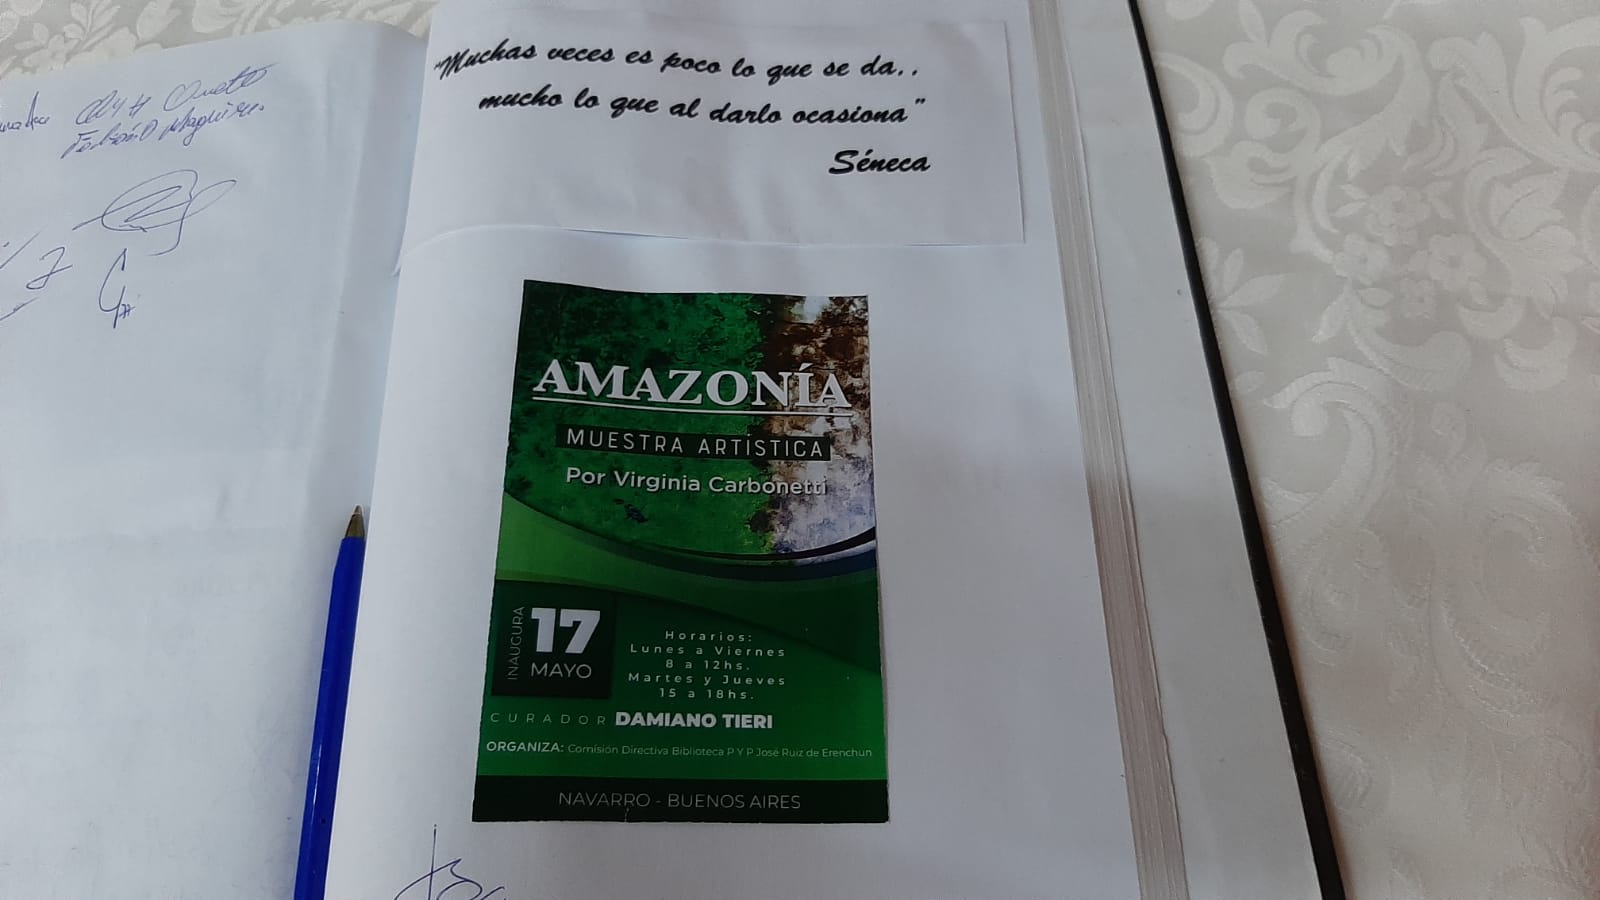 "Muchas veces es poco lo que se da..
mucho lo que al darlo ocasiona"
Séneca
AMAZONÍA
MUESTRA ARTÍSTICA
Por Virginia Carbonetti
INAUGURA
17
MAYO
Horarios:
Lunes a Viernes
8 a 12hs.
Martes y Jueves
15 a 18hs.
CURADOR DAMIANO TIERI
ORGANIZA: Comisión Directiva Biblioteca P Y P José Ruiz de Erenchun
NAVARRO - BUENOS AIRES